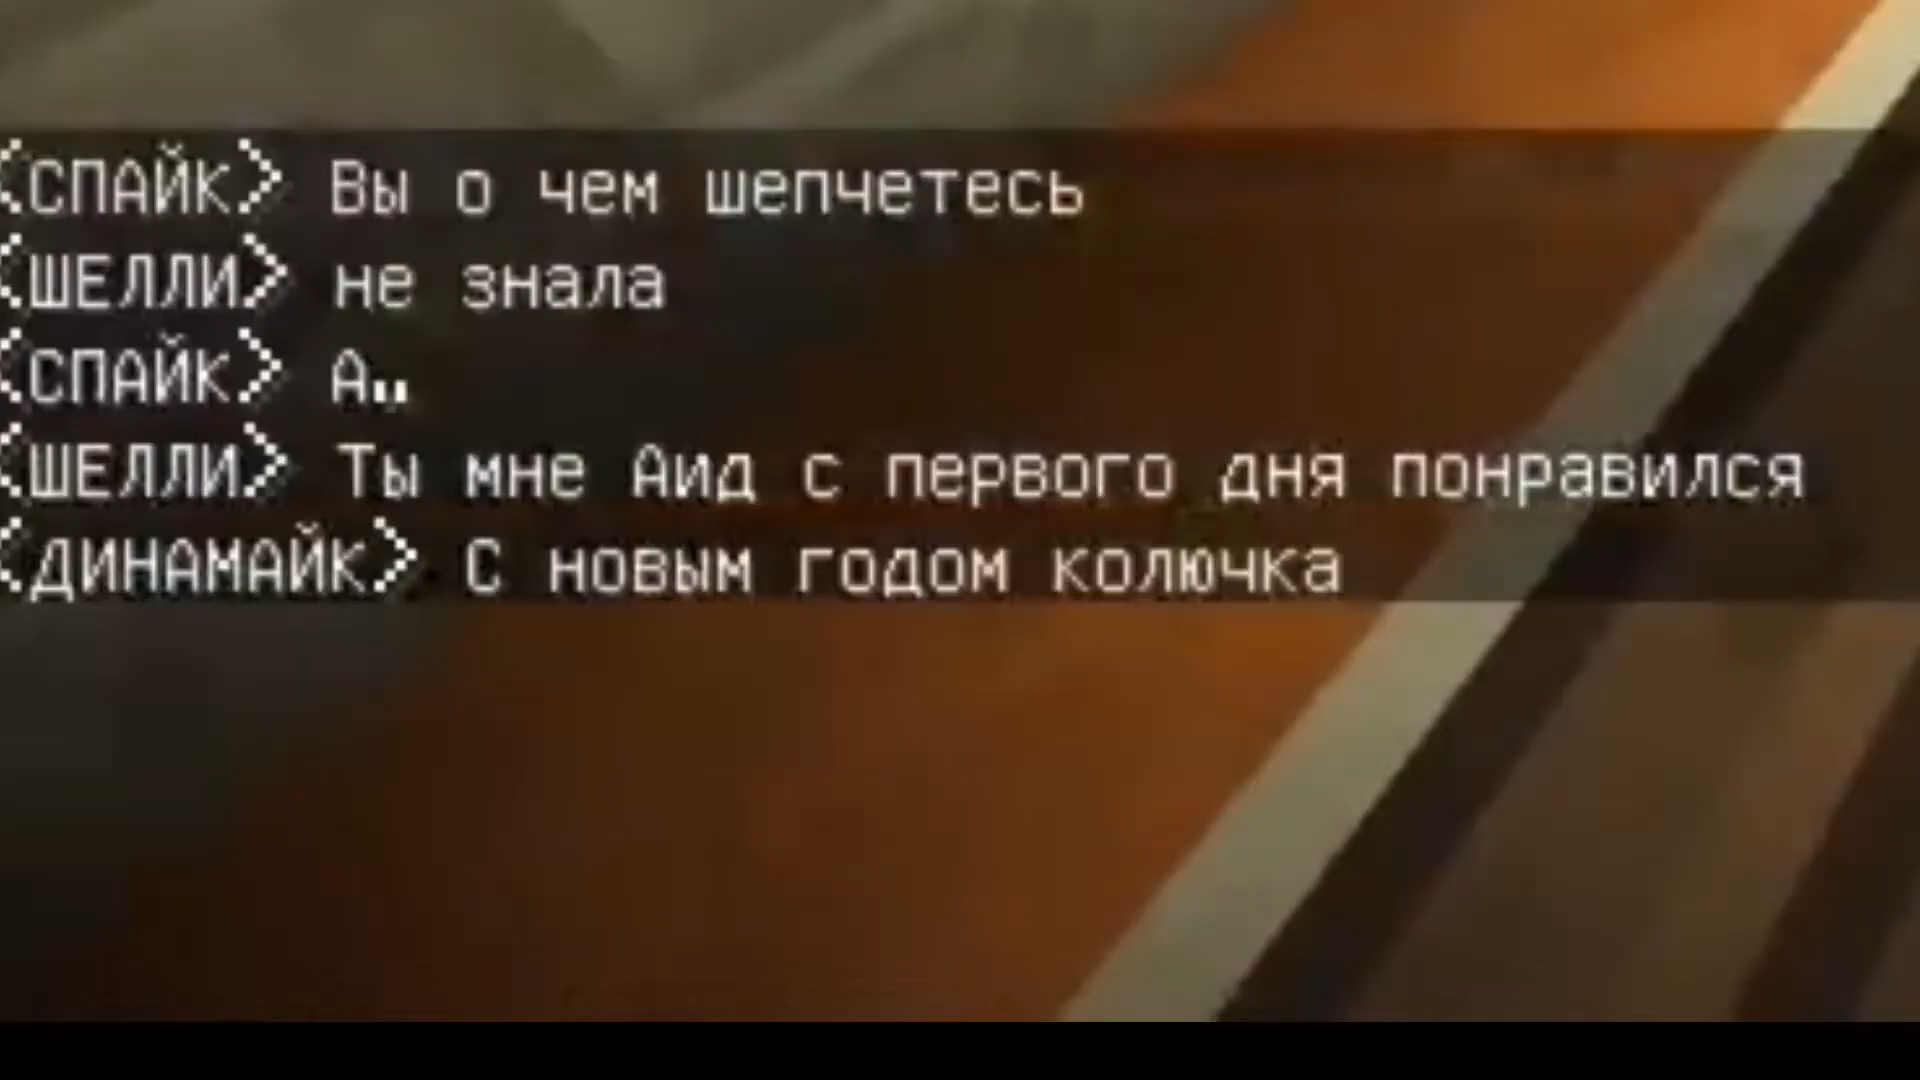 <СПАЙК> Вы о чем шепчетесь
<ШЕЛЛИ> не знала
<СПАЙК> А..
<ШЕЛЛИ> Ты мне Аид с первого дня понравился
<ДИНАМАЙК> С новым годом колючка